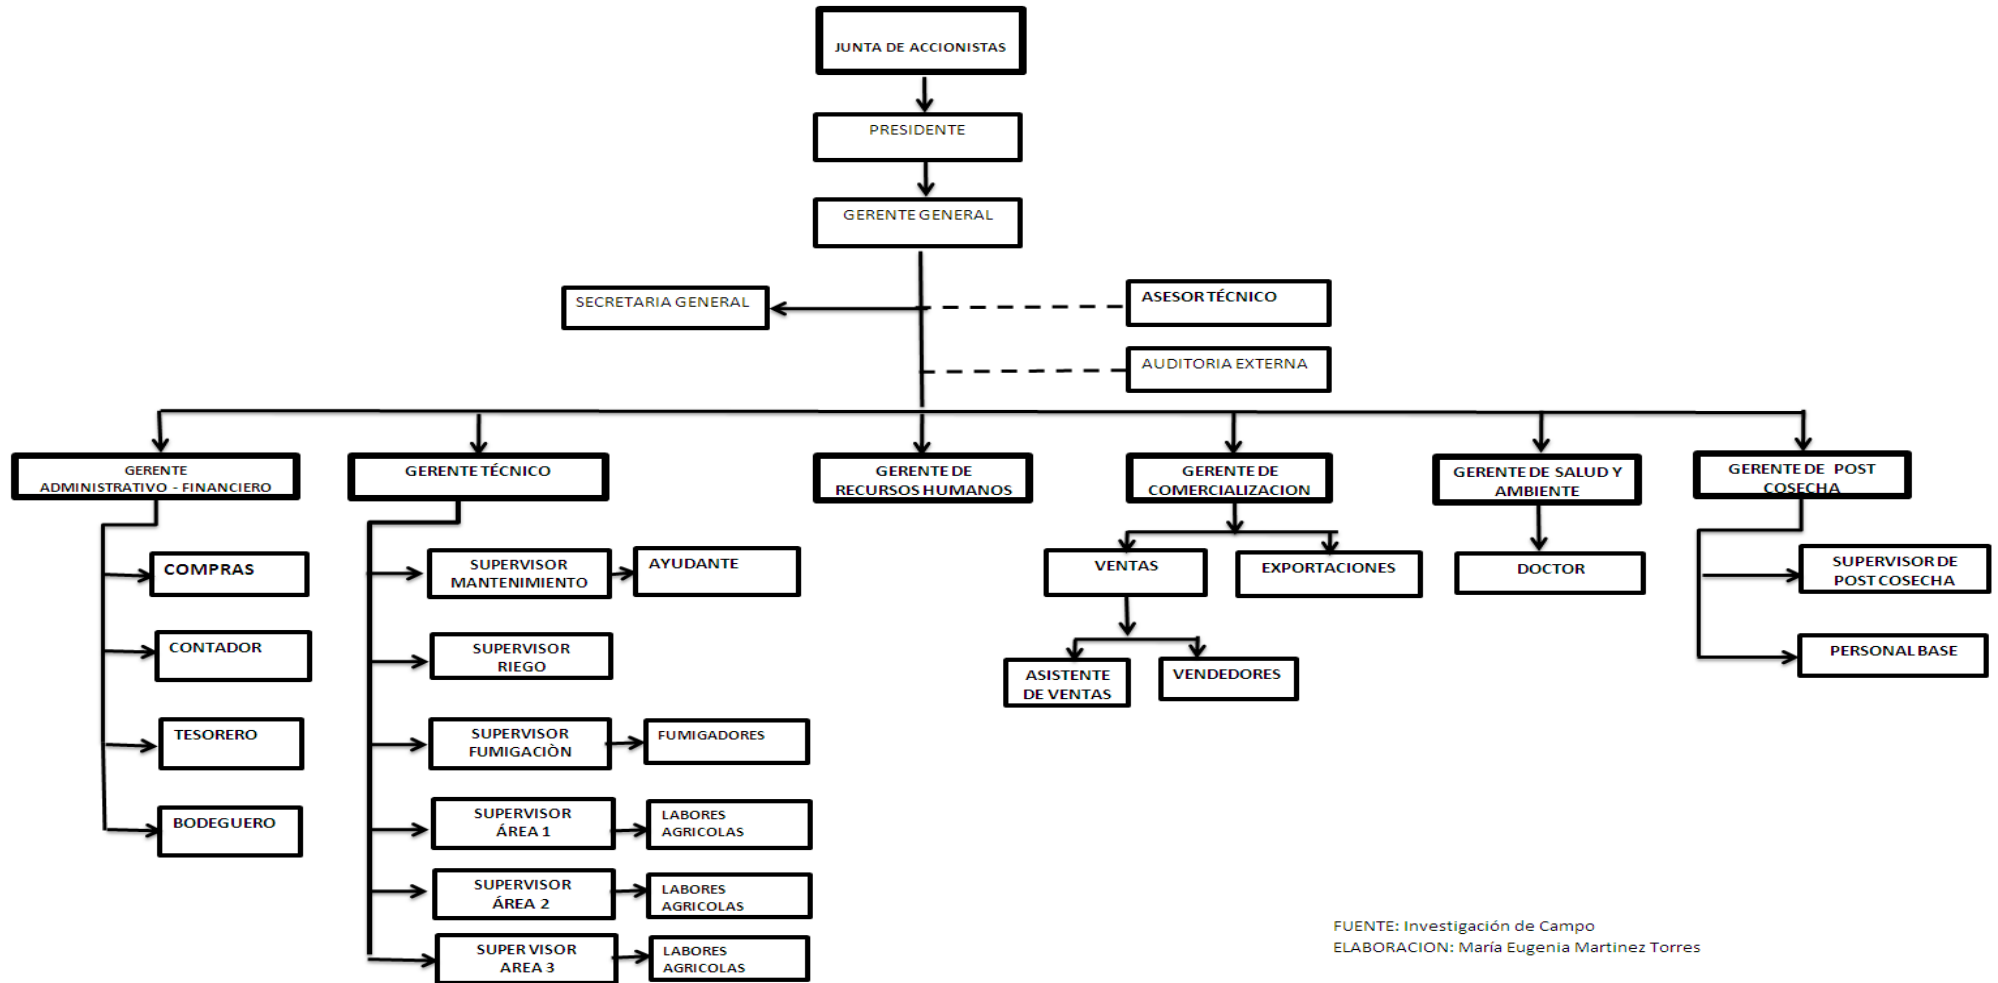 JUNTA DE ACCIONISTAS
PRESIDENTE
GERENTE GENERAL
SECRETARIA GENERAL
ASESOR TÉCNICO
AUDITORIA EXTERNA
GERENTE
ADMINISTRATIVO - FINANCIERO
GERENTE TÉCNICO
GERENTE DE
RECURSOS HUMANOS
GERENTE DE
COMERCIALIZACION
GERENTE DE SALUD Y
AMBIENTE
GERENTE DE POST
COSECHA
COMPRAS
CONTADOR
TESORERO
BODEGUERO
SUPERVISOR
MANTENIMIENTO
AYUDANTE
SUPERVISOR
RIEGO
SUPERVISOR
FUMIGACIÒN
FUMIGADORES
SUPERVISOR
ÁREA 1
LABORES
AGRICOLAS
SUPERVISOR
ÁREA 2
LABORES
AGRICOLAS
SUPER VISOR
AREA 3
LABORES
AGRICOLAS
VENTAS
EXPORTACIONES
ASISTENTE
DE VENTAS
VENDEDORES
DOCTOR
SUPERVISOR DE
POST COSECHA
PERSONAL BASE
FUENTE: Investigación de Campo
ELABORACION: María Eugenia Martinez Torres